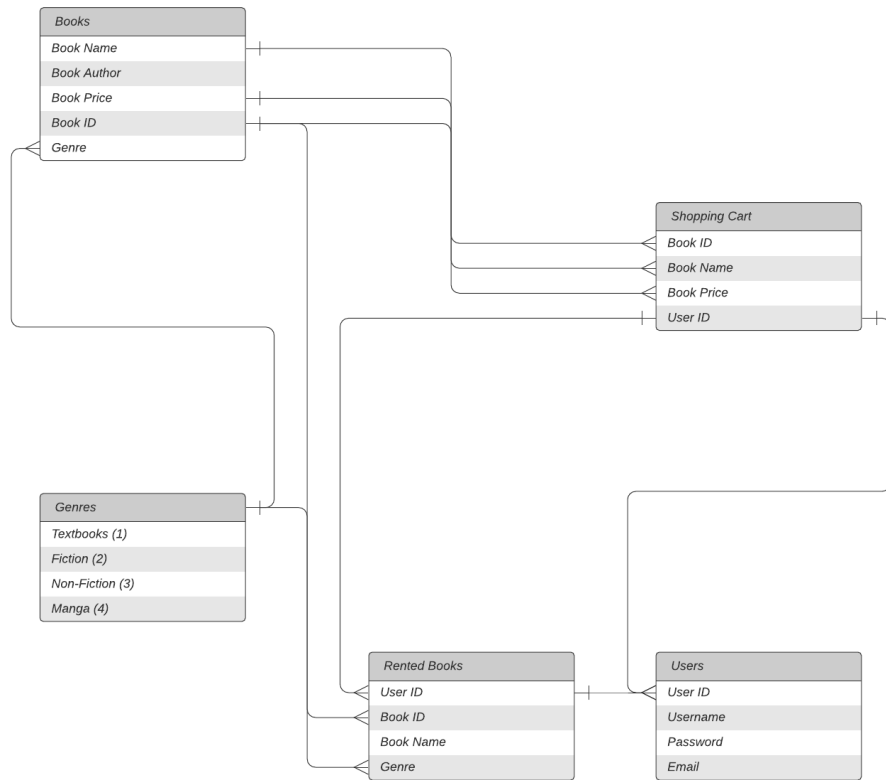 Books
Book Name
Book Author
Book Price
Book ID
Genre
Shopping Cart
Book ID
Book Name
Book Price
User ID
Genres
Textbooks (1)
Fiction (2)
Non-Fiction (3)
Manga (4)
Rented Books
User ID
Book ID
Book Name
Genre
Users
User ID
Username
Password
Email